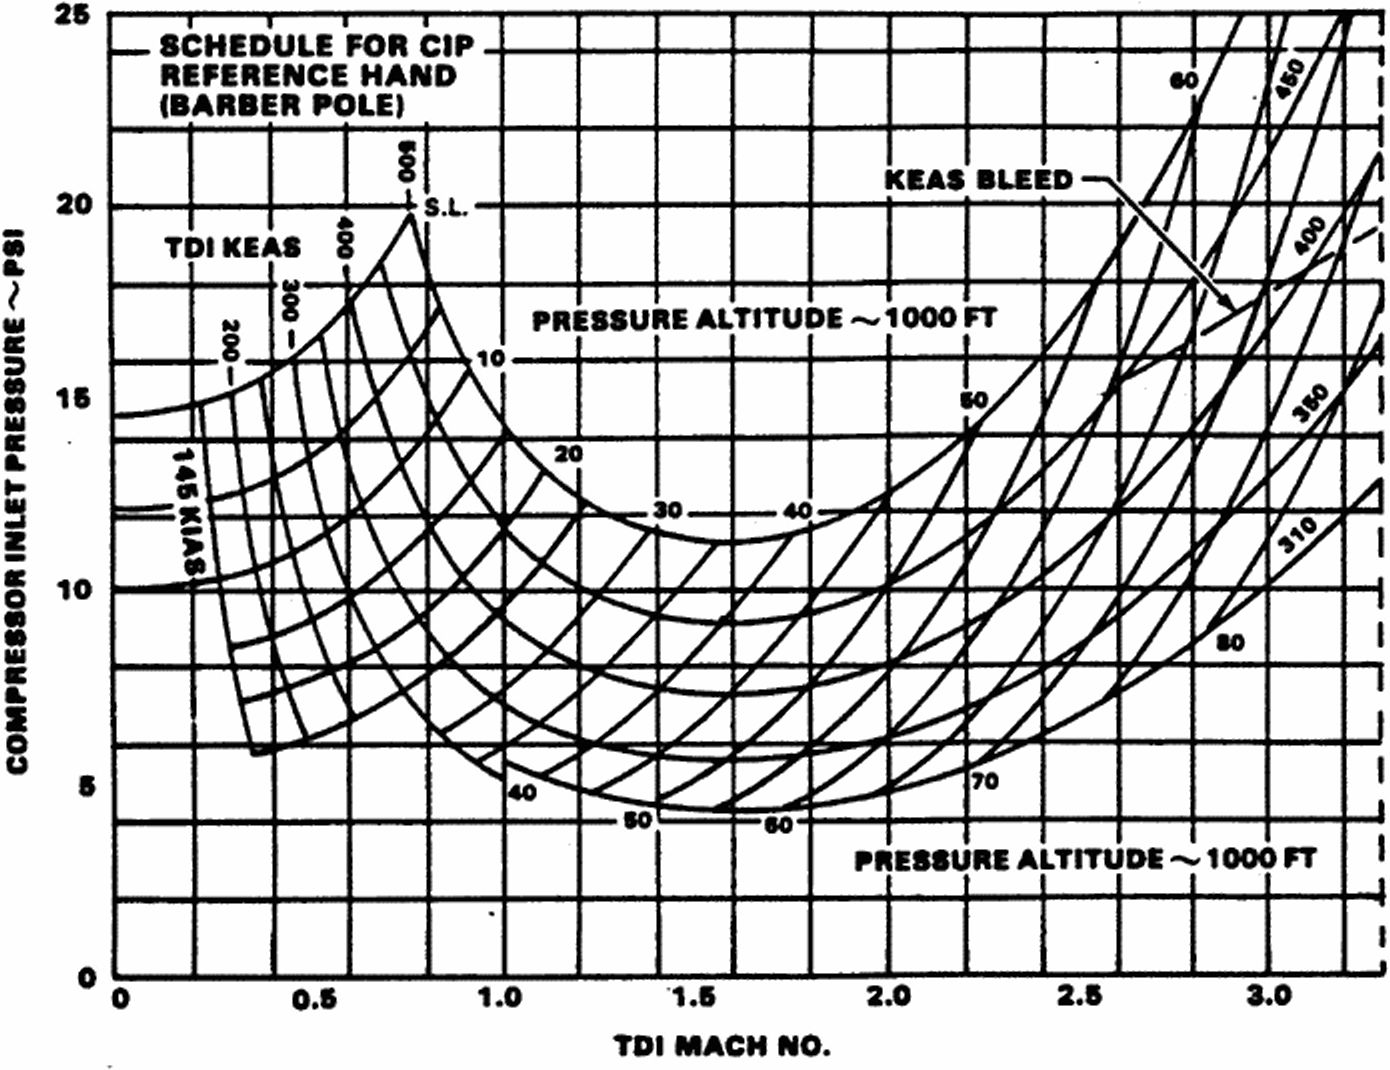 25
SCHEDULE FOR CIP
REFERENCE HAND
(BARBER POLE)
60
450
500
KEAS BLEED
20
S.L.
TDI KEAS
400
400
300
PRESSURE ALTITUDE ~ 1000 FT
200
10
15
50
350
145 KIAS
20
30
40
310
10
80
5
40
70
50
60
PRESSURE ALTITUDE ~ 1000 FT
0
0
0.5
1.0
1.5
2.0
2.5
3.0
COMPRESSOR INLET PRESSURE ~ PSI
TDI MACH NO.